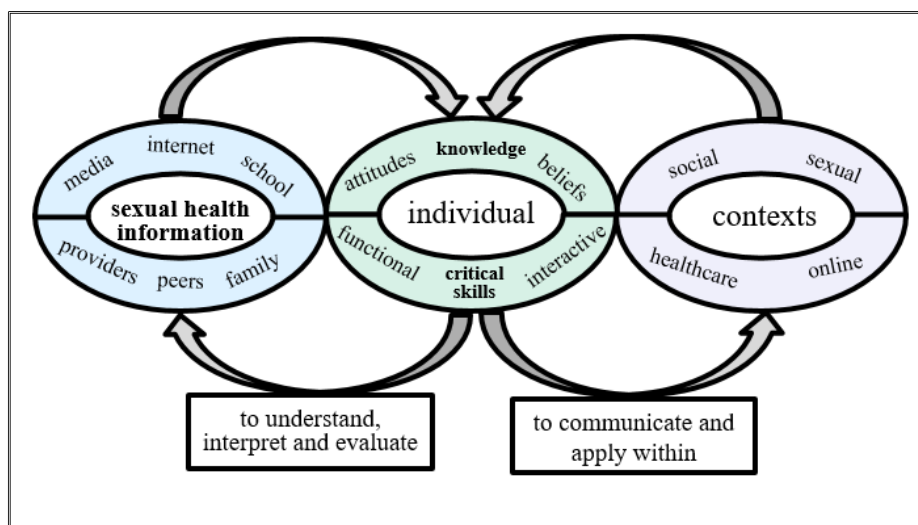 media
internet
school
sexual health
information
providers
peers
family
attitudes
knowledge
beliefs
individual
functional
critical
skills
interactive
social
sexual
contexts
healthcare
online
to understand,
interpret and evaluate
to communicate and
apply within